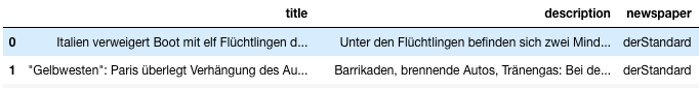 title description newspaper
0 Italien verweigert Boot mit elf Flüchtlingen d... Unter den Flüchtlingen befinden sich zwei Mind... derStandard
1 "Gelbwesten": Paris überlegt Verhängung des Au... Barrikaden, brennende Autos, Tränengas: Bei de... derStandard